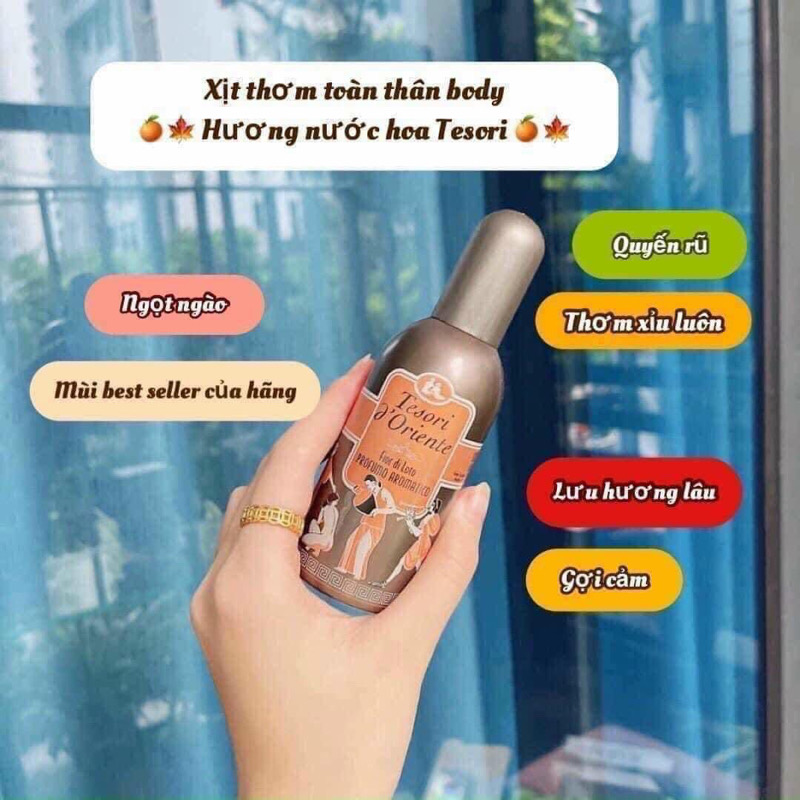 Xịt thơm toàn thân body
🍊🍁 Hương nước hoa Tesori 🍊🍁
Quyến rũ
Ngọt ngào
Thơm xỉu luôn
Mùi best seller của hãng
Tesori
d'Oriente
Fior di Loto
PROFUMO AROMATICO
Lưu hương lâu
Gợi cảm